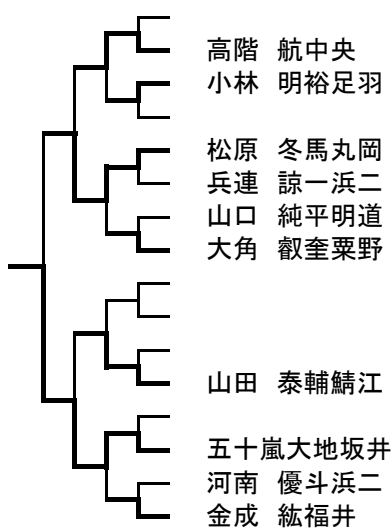 高階 航中央
小林 明裕足羽
松原 冬馬丸岡
兵連 諒一浜二
山口 純平明道
大角 叡奎粟野
山田 泰輔鯖江
五十嵐大地坂井
河南 優斗浜二
金成 紘福井